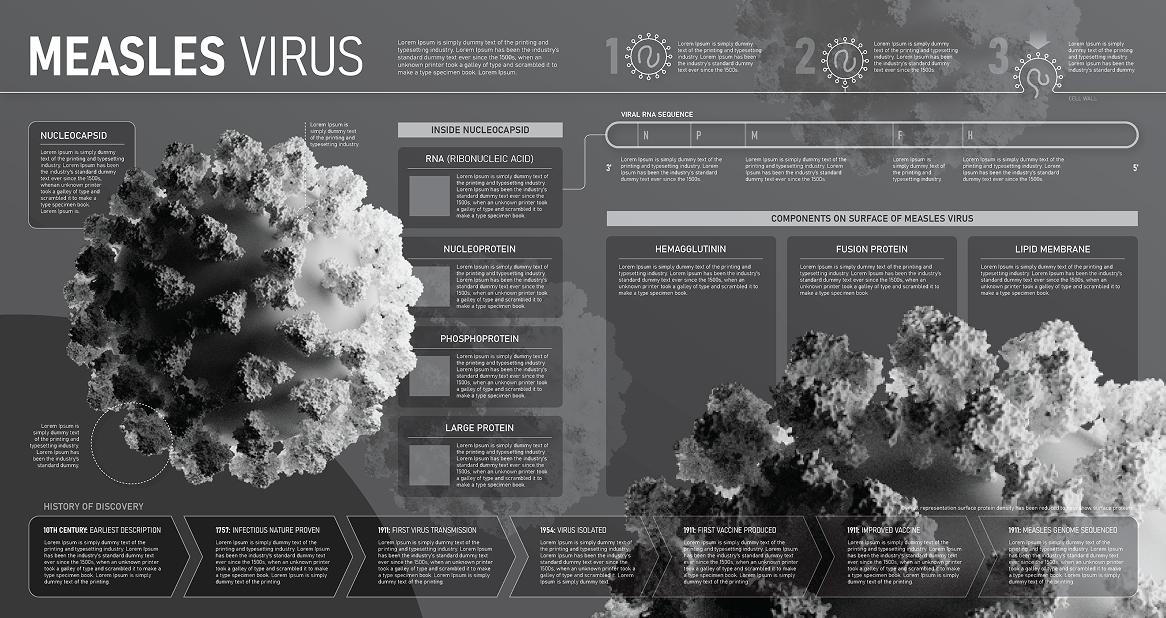 MEASLES VIRUS
Lorem Ipsum is simply dummy text of the printing and
typesetting industry. Lorem Ipsum has been the industry's
standard dummy text ever since the 1500s, when an
unknown printer took a galley of type and scrambled it to
make a type. Lorem Ipsum.
1
Lorem Ipsum is simply dummy
text of the printing and typesetting
industry. Lorem Ipsum has been
the industry's standard dummy
text ever since the 1500s.
2
Lorem Ipsum is simply dummy
text of the printing and typesetting
industry. Lorem Ipsum has been
the industry's standard dummy
text ever since the 1500s.
3
Lorem Ipsum is simply dummy
text of the printing and typesetting
industry. Lorem Ipsum has been
the industry's standard dummy
CELL WALL
NUCLEOCAPSID
Lorem Ipsum is simply dummy
text of the printing and typesetting
industry. Lorem Ipsum has been
the industry's standard dummy
text ever since the 1500s,
whenan unknown printer
took a galley of type and
scrambled it to make a type.
Lorem Ipsum is.
Lorem Ipsum is
simply dummy text
of the printing and
typesetting industry.
Lorem Ipsum is
simply dummy text
of the printing and
typesetting industry.
Lorem Ipsum has
been the industry's
standard dummy.
INSIDE NUCLEOCAPSID
RNA (RIBONUCLEIC ACID)
Lorem Ipsum is simply dummy text of
the printing and typesetting industry.
Lorem Ipsum has been the industry's
standard dummy text ever since the
1500s, when an unknown printer took
a galley of type and scrambled it to
make a type specimen book.
NUCLEOPROTEIN
Lorem Ipsum is simply dummy text of
the printing and typesetting industry.
Lorem Ipsum has been the industry's
standard dummy text ever since the
1500s, when an unknown printer took
a galley of type and scrambled it to
make a type specimen book.
PHOSPHOPROTEIN
Lorem Ipsum is simply dummy text of
the printing and typesetting industry.
Lorem Ipsum has been the industry's
standard dummy text ever since the
1500s, when an unknown printer took
a galley of type and scrambled it to
make a type specimen book.
LARGE PROTEIN
Lorem Ipsum is simply dummy text of
the printing and typesetting industry.
Lorem Ipsum has been the industry's
standard dummy text ever since the
1500s, when an unknown printer took
a galley of type and scrambled it to
make a type specimen book.
VIRAL RNA SEQUENCE
N P M F H
3' 5'
Lorem Ipsum is simply dummy text of the
printing and typesetting industry. Lorem
Ipsum has been the industry's standard
dummy text ever since the 1500s.
Lorem Ipsum is simply dummy text of the
printing and typesetting industry. Lorem
Ipsum has been the industry's standard
dummy text ever since the 1500s.
Lorem Ipsum is
simply dummy text
of the printing and
typesetting industry.
Lorem Ipsum is simply dummy text of the
printing and typesetting industry. Lorem
Ipsum has been the industry's standard
dummy text ever since the 1500s.
COMPONENTS ON SURFACE OF MEASLES VIRUS
HEMAGGLUTININ
Lorem Ipsum is simply dummy text of the printing and
typesetting industry. Lorem Ipsum has been the industry's
standard dummy text ever since the 1500s, when an
unknown printer took a galley of type and scrambled it to
make a type specimen book.
FUSION PROTEIN
Lorem Ipsum is simply dummy text of the printing and
typesetting industry. Lorem Ipsum has been the industry's
standard dummy text ever since the 1500s, when an
unknown printer took a galley of type and scrambled it to
make a type specimen book.
LIPID MEMBRANE
Lorem Ipsum is simply dummy text of the printing and
typesetting industry. Lorem Ipsum has been the industry's
standard dummy text ever since the 1500s, when an
unknown printer took a galley of type and scrambled it to
make a type specimen book.
representation surface protein density has been reduced to show surface proteins
HISTORY OF DISCOVERY
10TH CENTURY: EARLIEST DESCRIPTION
Lorem Ipsum is simply dummy text of the
printing and typesetting industry. Lorem Ipsum
has been the industry's standard dummy text
ever since the 1500s, when an unknown printer
took a galley of type and scrambled it to make
a type specimen. Lorem Ipsum is simply
dummy text of the printing.
1757: INFECTIOUS NATURE PROVEN
Lorem Ipsum is simply dummy text of the
printing and typesetting industry. Lorem Ipsum
has been the industry's standard dummy text
ever since the 1500s, when an unknown printer
took a galley of type and scrambled it to make
a type specimen. Lorem Ipsum is simply
dummy text of the printing.
1911: FIRST VIRUS TRANSMISSION
Lorem Ipsum is simply dummy text of the
printing and typesetting industry. Lorem Ipsum
has been the industry's standard dummy text
ever since the 1500s, when an unknown printer
took a galley of type and scrambled it to make
a type specimen. Lorem Ipsum is simply
dummy text of the printing.
1954: VIRUS ISOLATED
Lorem Ipsum is simply dummy text of the
printing and typesetting industry. Lorem Ipsum
has been the industry's standard dummy text
ever since the 1500s, when an unknown printer
took a galley of type and scrambled it to make
a type specimen. Lorem Ipsum is
simply dummy text of the printing.
1911: FIRST VACCINE PRODUCED
Lorem Ipsum is simply dummy text of the
printing and typesetting industry. Lorem Ipsum
has been the industry's standard dummy text
ever since the 1500s, when an unknown printer
took a galley of type and scrambled it to make
a type specimen. Lorem Ipsum is simply
dummy text of the printing.
1911: IMPROVED VACCINE
Lorem Ipsum is simply dummy text of the
printing and typesetting industry. Lorem Ipsum
has been the industry's standard dummy text
ever since the 1500s, when an unknown printer
took a galley of type and scrambled it to make
a type specimen. Lorem Ipsum is simply
dummy text of the printing.
1911: MEASLES GENOME SEQUENCED
Lorem Ipsum is simply dummy text of the
printing and typesetting industry. Lorem Ipsum
has been the industry's standard dummy text
ever since the 1500s, when an unknown printer
took a galley of type and scrambled it to make
a type specimen. Lorem Ipsum is simply
dummy text of the printing.